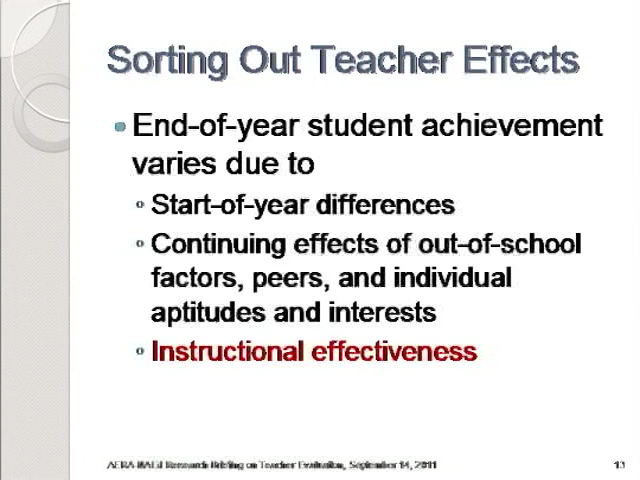 Sorting Out Teacher Effects
End-of-year student achievement
varies due to
Start-of-year differences
Continuing effects of out-of-school
factors, peers, and individual
aptitudes and interests
Instructional effectiveness
AERA-NAEd Research Briefing on Teacher Evaluation, September 14, 2011
13